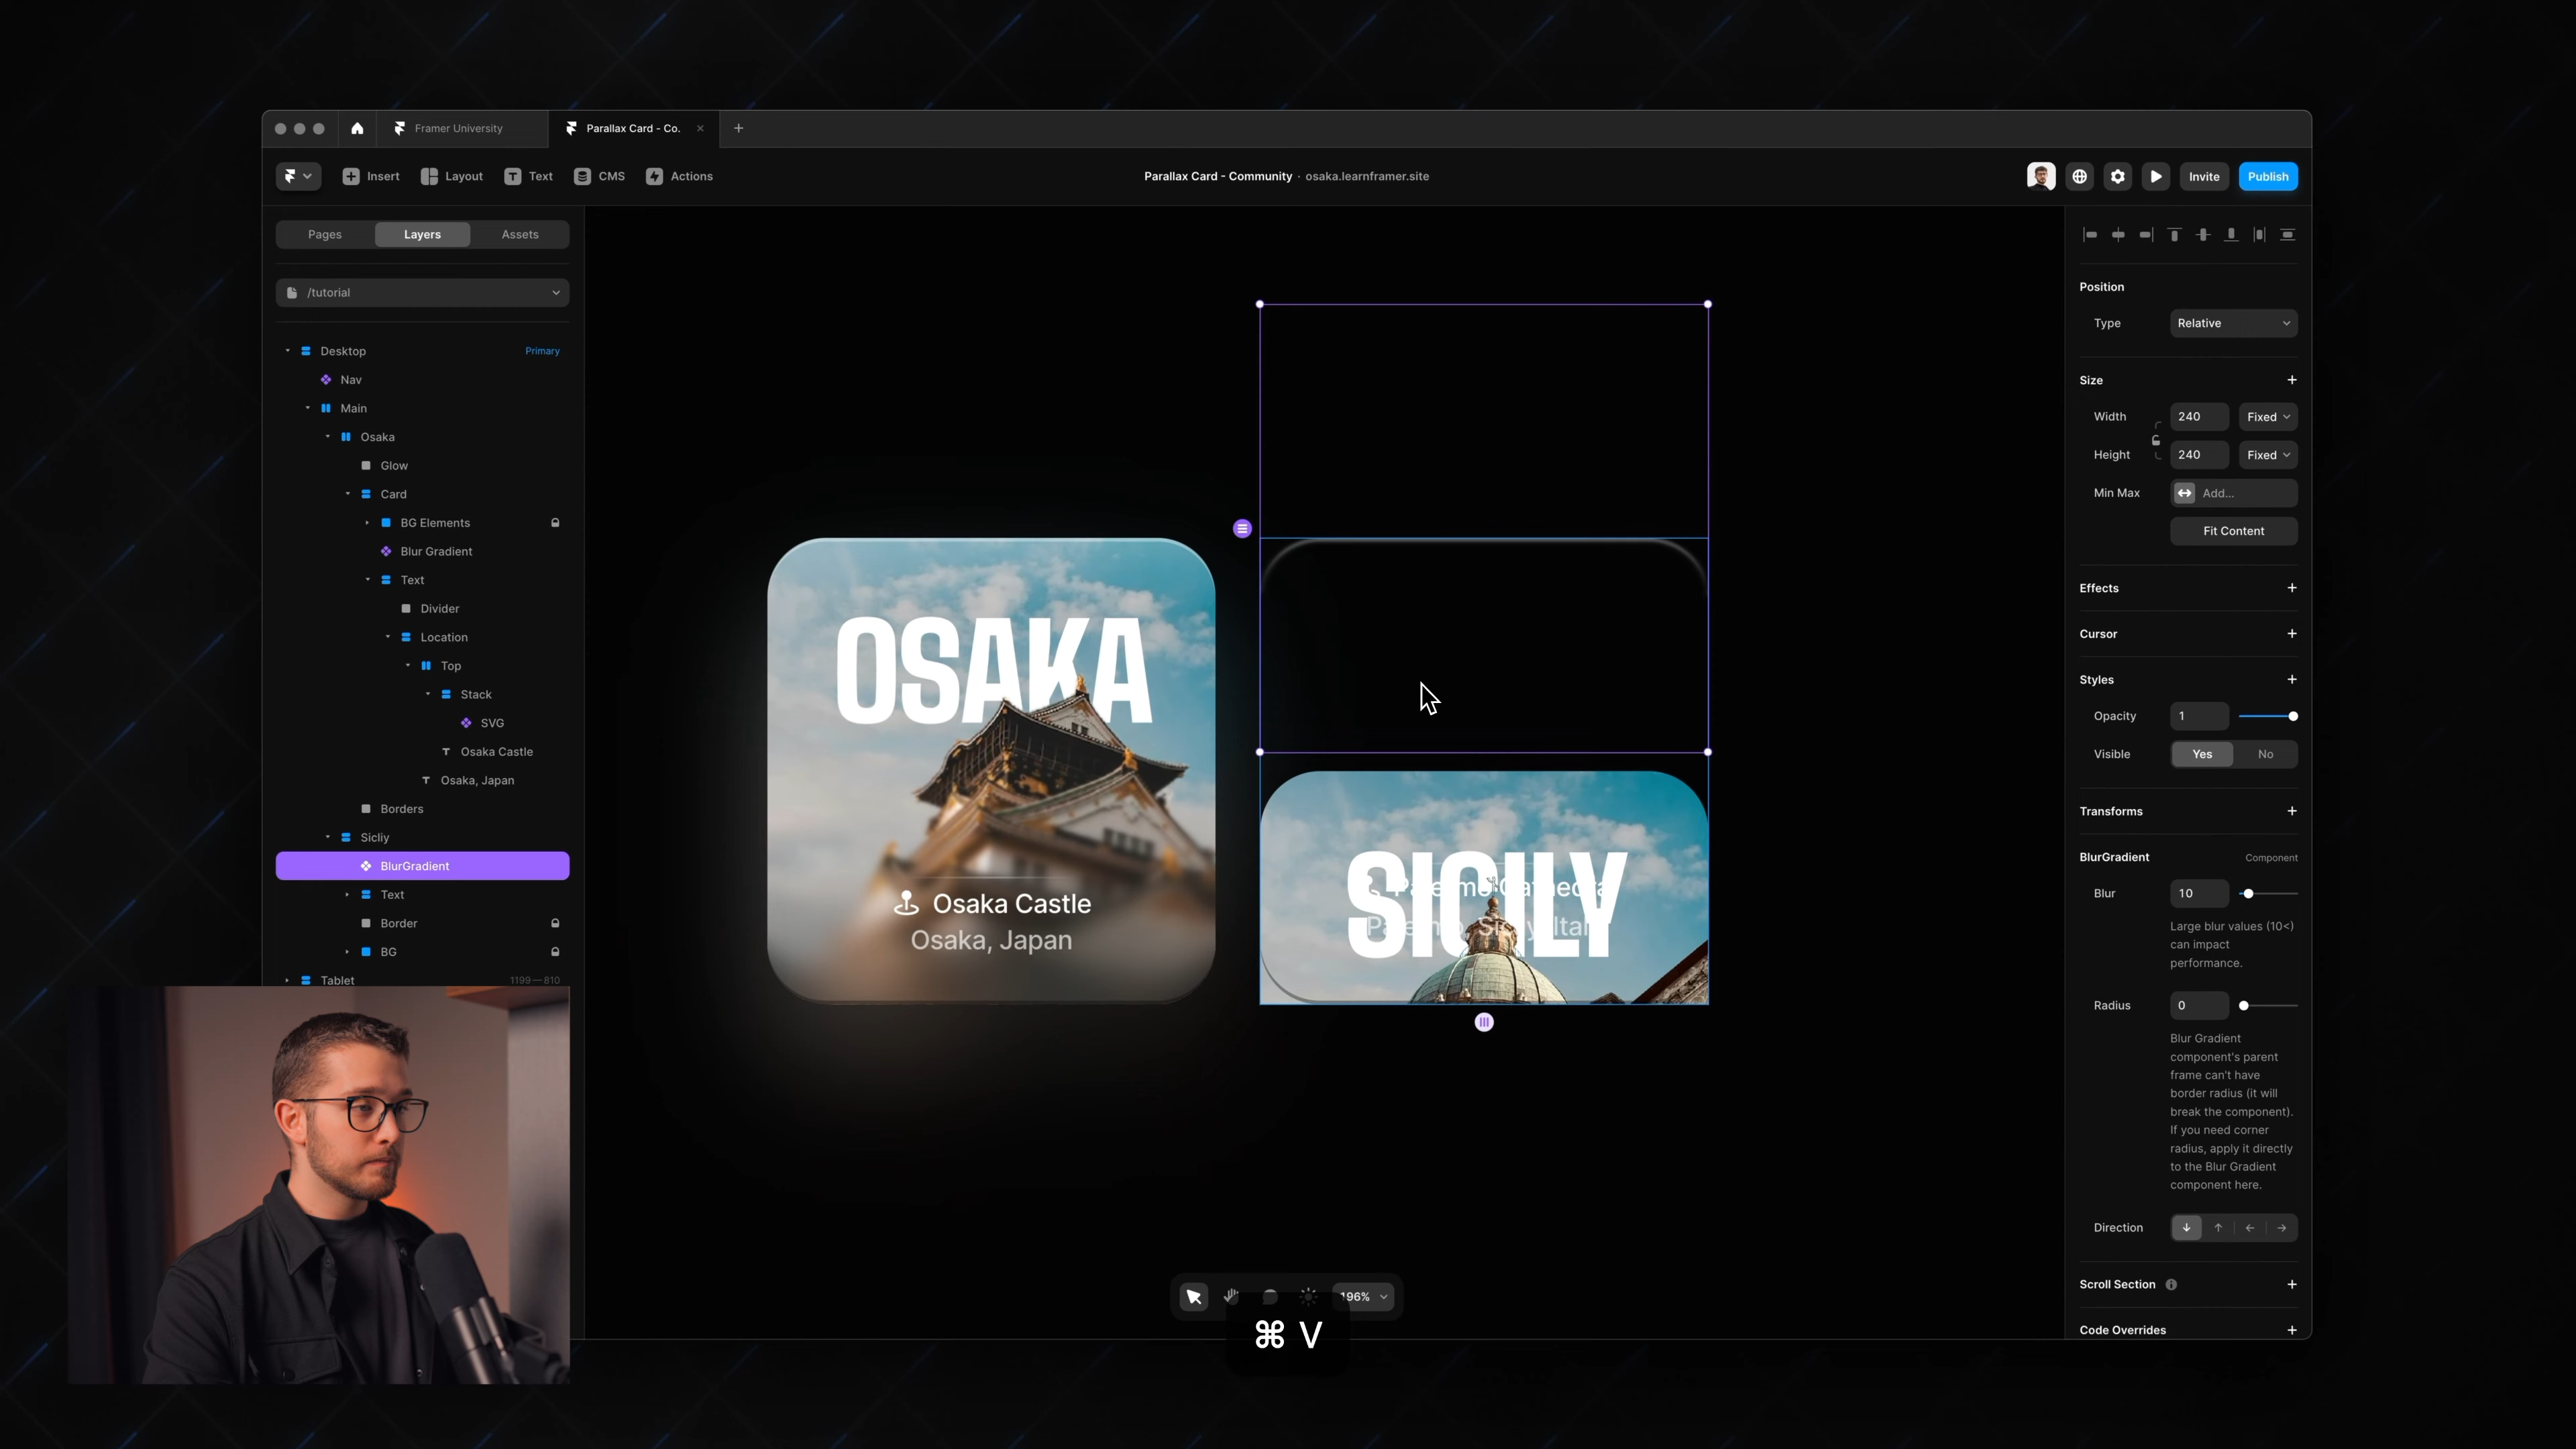 Framer University
Parallax Card - Co.
Insert
Layout
Text
CMS
Actions
Parallax Card - Community · osaka.learnframer.site
Invite
Publish
Pages
Layers
Assets
/tutorial
Desktop
Primary
Nav
Main
Osaka
Glow
Card
BG Elements
Blur Gradient
Text
Divider
Location
Top
Stack
SVG
Osaka Castle
Osaka, Japan
Borders
Sicliy
BlurGradient
Text
Border
BG
Tablet
1199—810
OSAKA
Osaka Castle
Osaka, Japan
SICILY
196%
⌘ V
Position
Type
Relative
Size
Width
240
Fixed
Height
240
Fixed
Min Max
Add...
Fit Content
Effects
Cursor
Styles
Opacity
1
Visible
Yes
No
Transforms
BlurGradient
Component
Blur
10
Large blur values (10<)
can impact
performance.
Radius
0
Blur Gradient
component's parent
frame can't have
border radius (it will
break the component).
If you need corner
radius, apply it directly
to the Blur Gradient
component here.
Direction
Scroll Section
Code Overrides